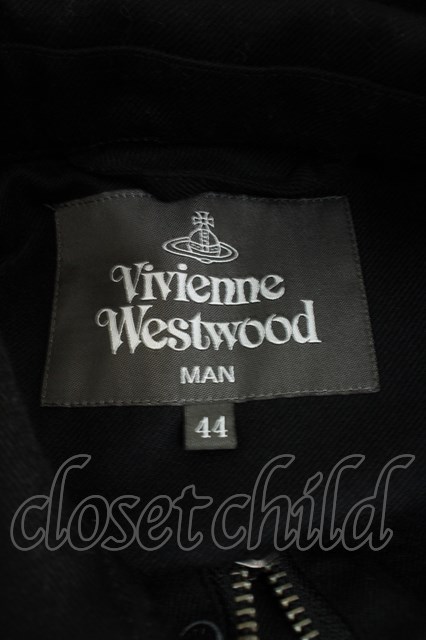 Vivienne
Westwood
MAN
44
closet child